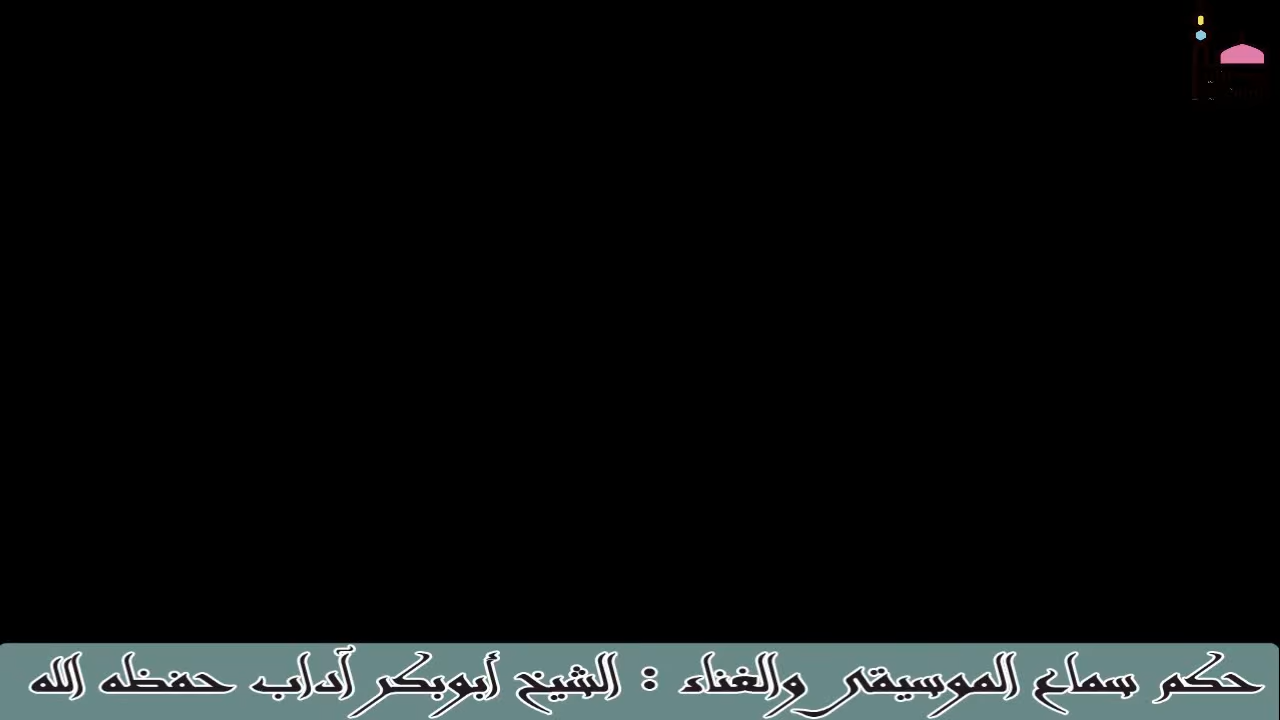 حكم سماع الموسيقى والغناء : الشيخ أبوبكر آداب حفظه الله